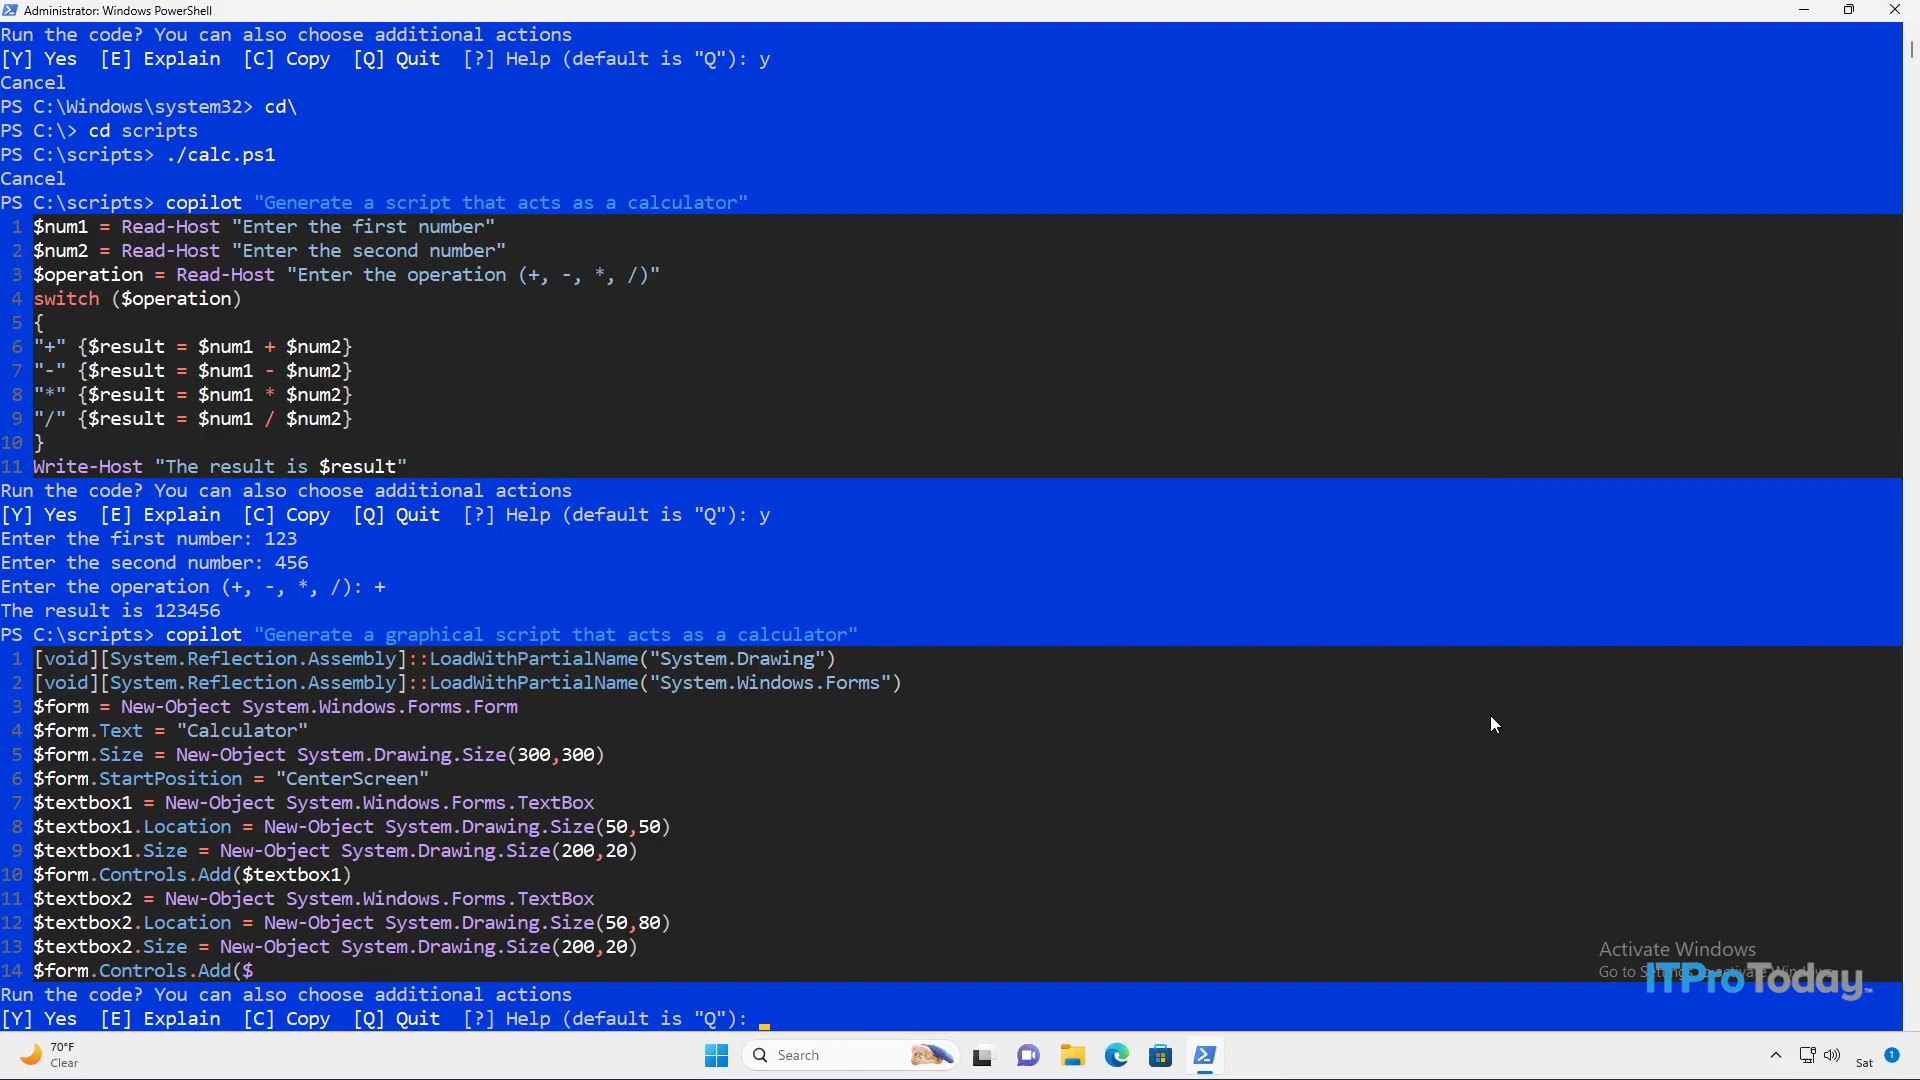 Administrator: Windows PowerShell
Run the code? You can also choose additional actions
[Y] Yes  [E] Explain  [C] Copy  [Q] Quit  [?] Help (default is "Q"): y
Cancel
PS C:\Windows\system32> cd\
PS C:\> cd scripts
PS C:\scripts> ./calc.ps1
Cancel
PS C:\scripts> copilot "Generate a script that acts as a calculator"
1 $num1 = Read-Host "Enter the first number"
2 $num2 = Read-Host "Enter the second number"
3 $operation = Read-Host "Enter the operation (+, -, *, /)"
4 switch ($operation)
5 {
6 "+" {$result = $num1 + $num2}
7 "-" {$result = $num1 - $num2}
8 "*" {$result = $num1 * $num2}
9 "/" {$result = $num1 / $num2}
10 }
11 Write-Host "The result is $result"
Run the code? You can also choose additional actions
[Y] Yes  [E] Explain  [C] Copy  [Q] Quit  [?] Help (default is "Q"): y
Enter the first number: 123
Enter the second number: 456
Enter the operation (+, -, *, /): +
The result is 123456
PS C:\scripts> copilot "Generate a graphical script that acts as a calculator"
1 [void][System.Reflection.Assembly]::LoadWithPartialName("System.Drawing")
2 [void][System.Reflection.Assembly]::LoadWithPartialName("System.Windows.Forms")
3 $form = New-Object System.Windows.Forms.Form
4 $form.Text = "Calculator"
5 $form.Size = New-Object System.Drawing.Size(300,300)
6 $form.StartPosition = "CenterScreen"
7 $textbox1 = New-Object System.Windows.Forms.TextBox
8 $textbox1.Location = New-Object System.Drawing.Size(50,50)
9 $textbox1.Size = New-Object System.Drawing.Size(200,20)
10 $form.Controls.Add($textbox1)
11 $textbox2 = New-Object System.Windows.Forms.TextBox
12 $textbox2.Location = New-Object System.Drawing.Size(50,80)
13 $textbox2.Size = New-Object System.Drawing.Size(200,20)
14 $form.Controls.Add($
Activate Windows
Go to
ITProToday
Run the code? You can also choose additional actions
[Y] Yes  [E] Explain  [C] Copy  [Q] Quit  [?] Help (default is "Q"):
70°F
Clear
Search
Sat
1